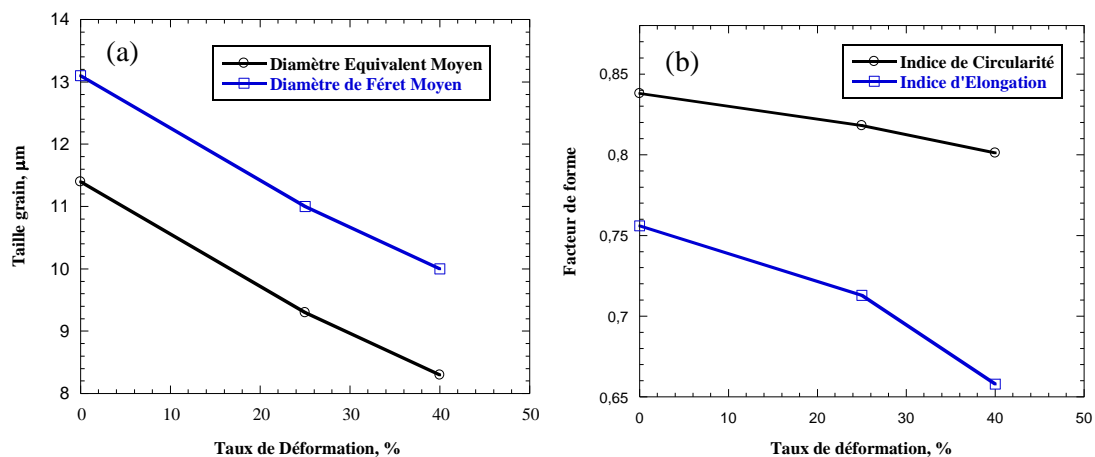 (a)
Diamètre Equivalent Moyen
Diamètre de Féret Moyen
14
13
12
11
10
9
8
Taille grain, µm
0 10 20 30 40 50
Taux de Déformation, %
(b)
Indice de Circularité
Indice d'Elongation
0,85
0,8
0,75
0,7
0,65
Facteur de forme
0 10 20 30 40 50
Taux de déformation, %